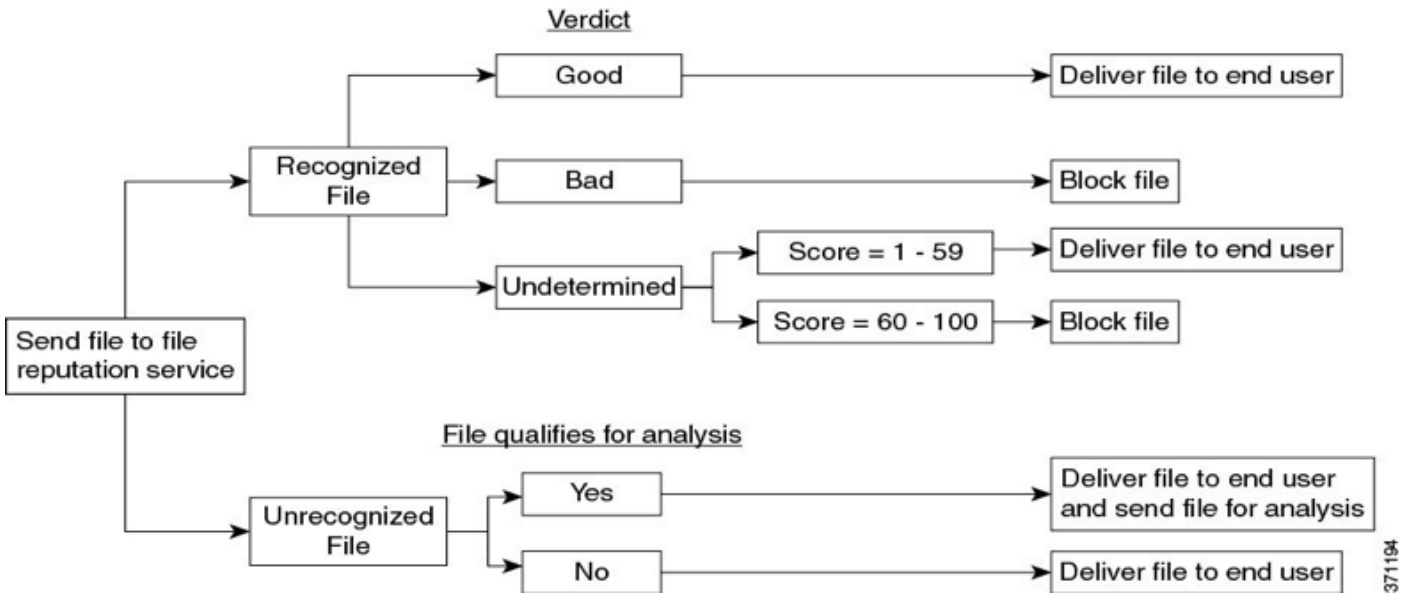 Verdict
Good
Deliver file to end user
Recognized
File
Bad
Block file
Undetermined
Score = 1 - 59
Deliver file to end user
Score = 60 - 100
Block file
Send file to file
reputation service
File qualifies for analysis
Unrecognized
File
Yes
Deliver file to end user
and send file for analysis
No
Deliver file to end user
371194